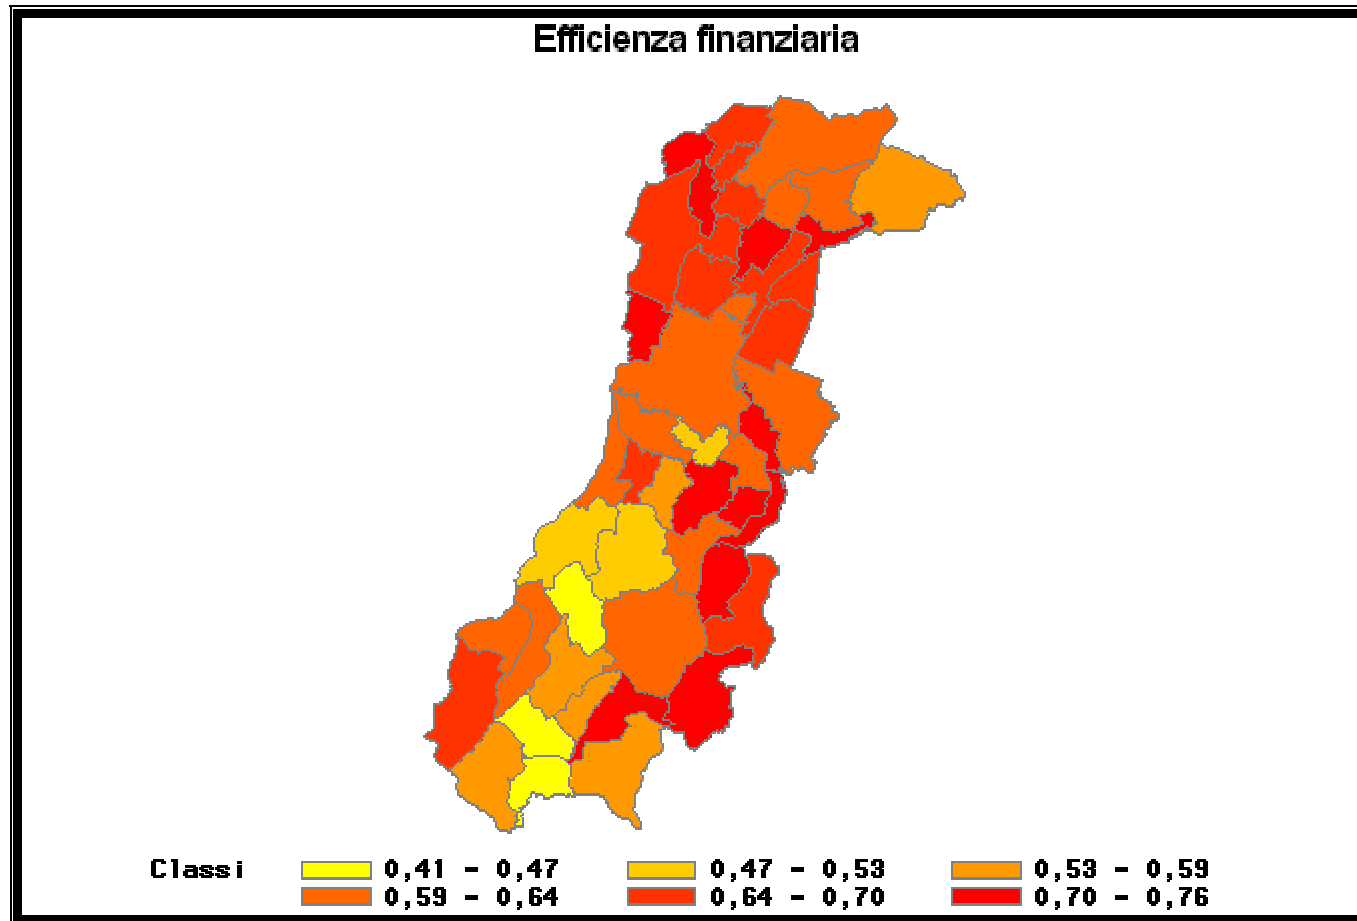 Efficienza finanziaria
Classi 0,41 - 0,47 0,47 - 0,53 0,53 - 0,59
0,59 - 0,64 0,64 - 0,70 0,70 - 0,76